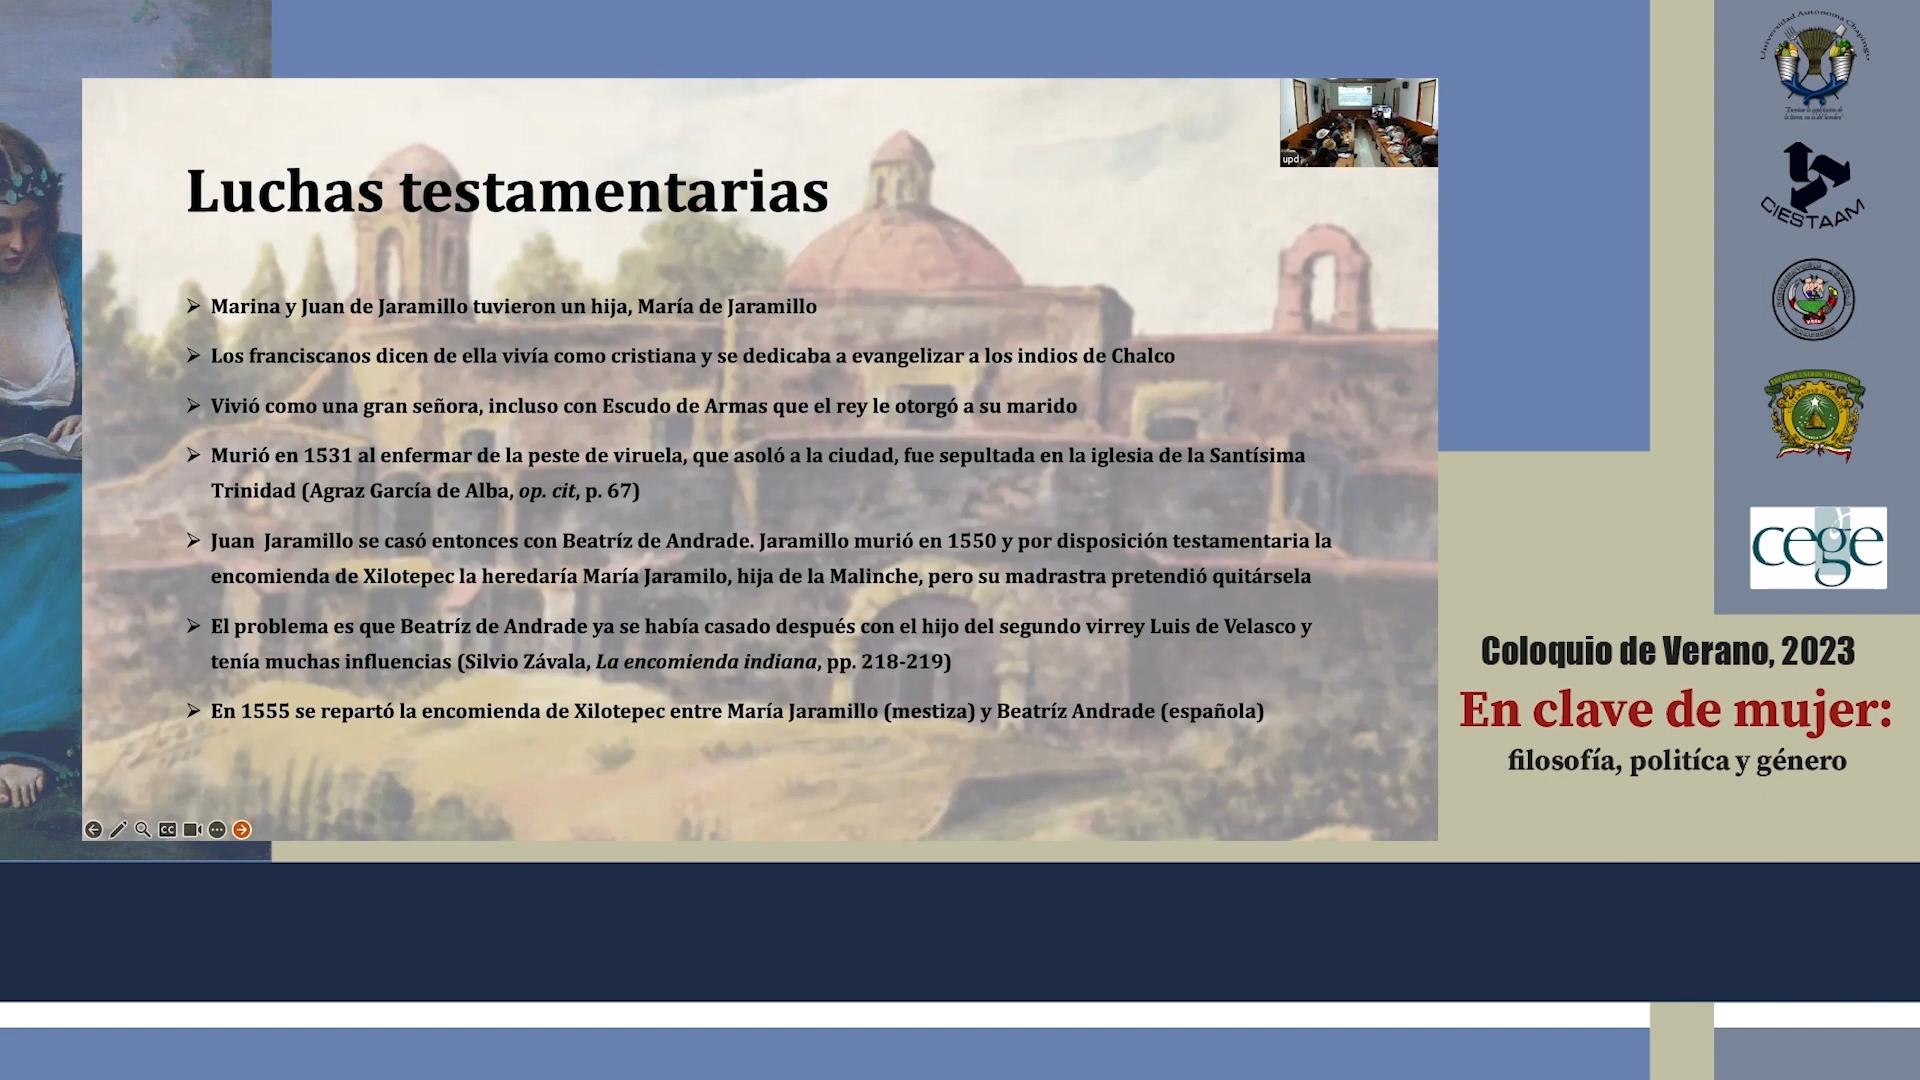 Luchas testamentarias
upd
➢ Marina y Juan de Jaramillo tuvieron un hija, María de Jaramillo
➢ Los franciscanos dicen de ella vivía como cristiana y se dedicaba a evangelizar a los indios de Chalco
➢ Vivió como una gran señora, incluso con Escudo de Armas que el rey le otorgó a su marido
➢ Murió en 1531 al enfermar de la peste de viruela, que asoló a la ciudad, fue sepultada en la iglesia de la Santísima
Trinidad (Agraz García de Alba, op. cit, p. 67)
➢ Juan Jaramillo se casó entonces con Beatríz de Andrade. Jaramillo murió en 1550 y por disposición testamentaria la
encomienda de Xilotepec la heredaría María Jaramilo, hija de la Malinche, pero su madrastra pretendió quitársela
➢ El problema es que Beatríz de Andrade ya se había casado después con el hijo del segundo virrey Luis de Velasco y
tenía muchas influencias (Silvio Závala, La encomienda indiana, pp. 218-219)
➢ En 1555 se repartó la encomienda de Xilotepec entre María Jaramillo (mestiza) y Beatríz Andrade (española)
CC
Universidad Autónoma Chapingo
CIESTAAM
cege
Coloquio de Verano, 2023
En clave de mujer:
filosofía, politíca y género